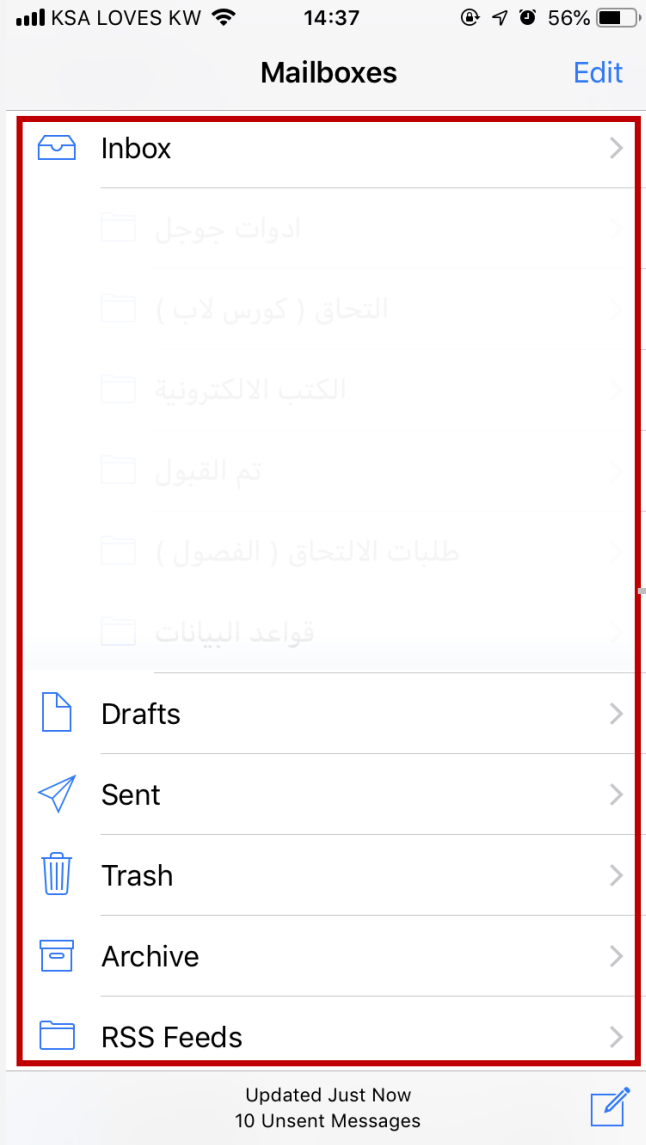 KSA LOVES KW 14:37 56%
Mailboxes Edit
Inbox
ادوات جوجل
التحاق ( كورس لاب )
الكتب الالكترونية
تم القبول
طلبات الالتحاق ( الفصول )
قواعد البيانات
Drafts
Sent
Trash
Archive
RSS Feeds
Updated Just Now
10 Unsent Messages